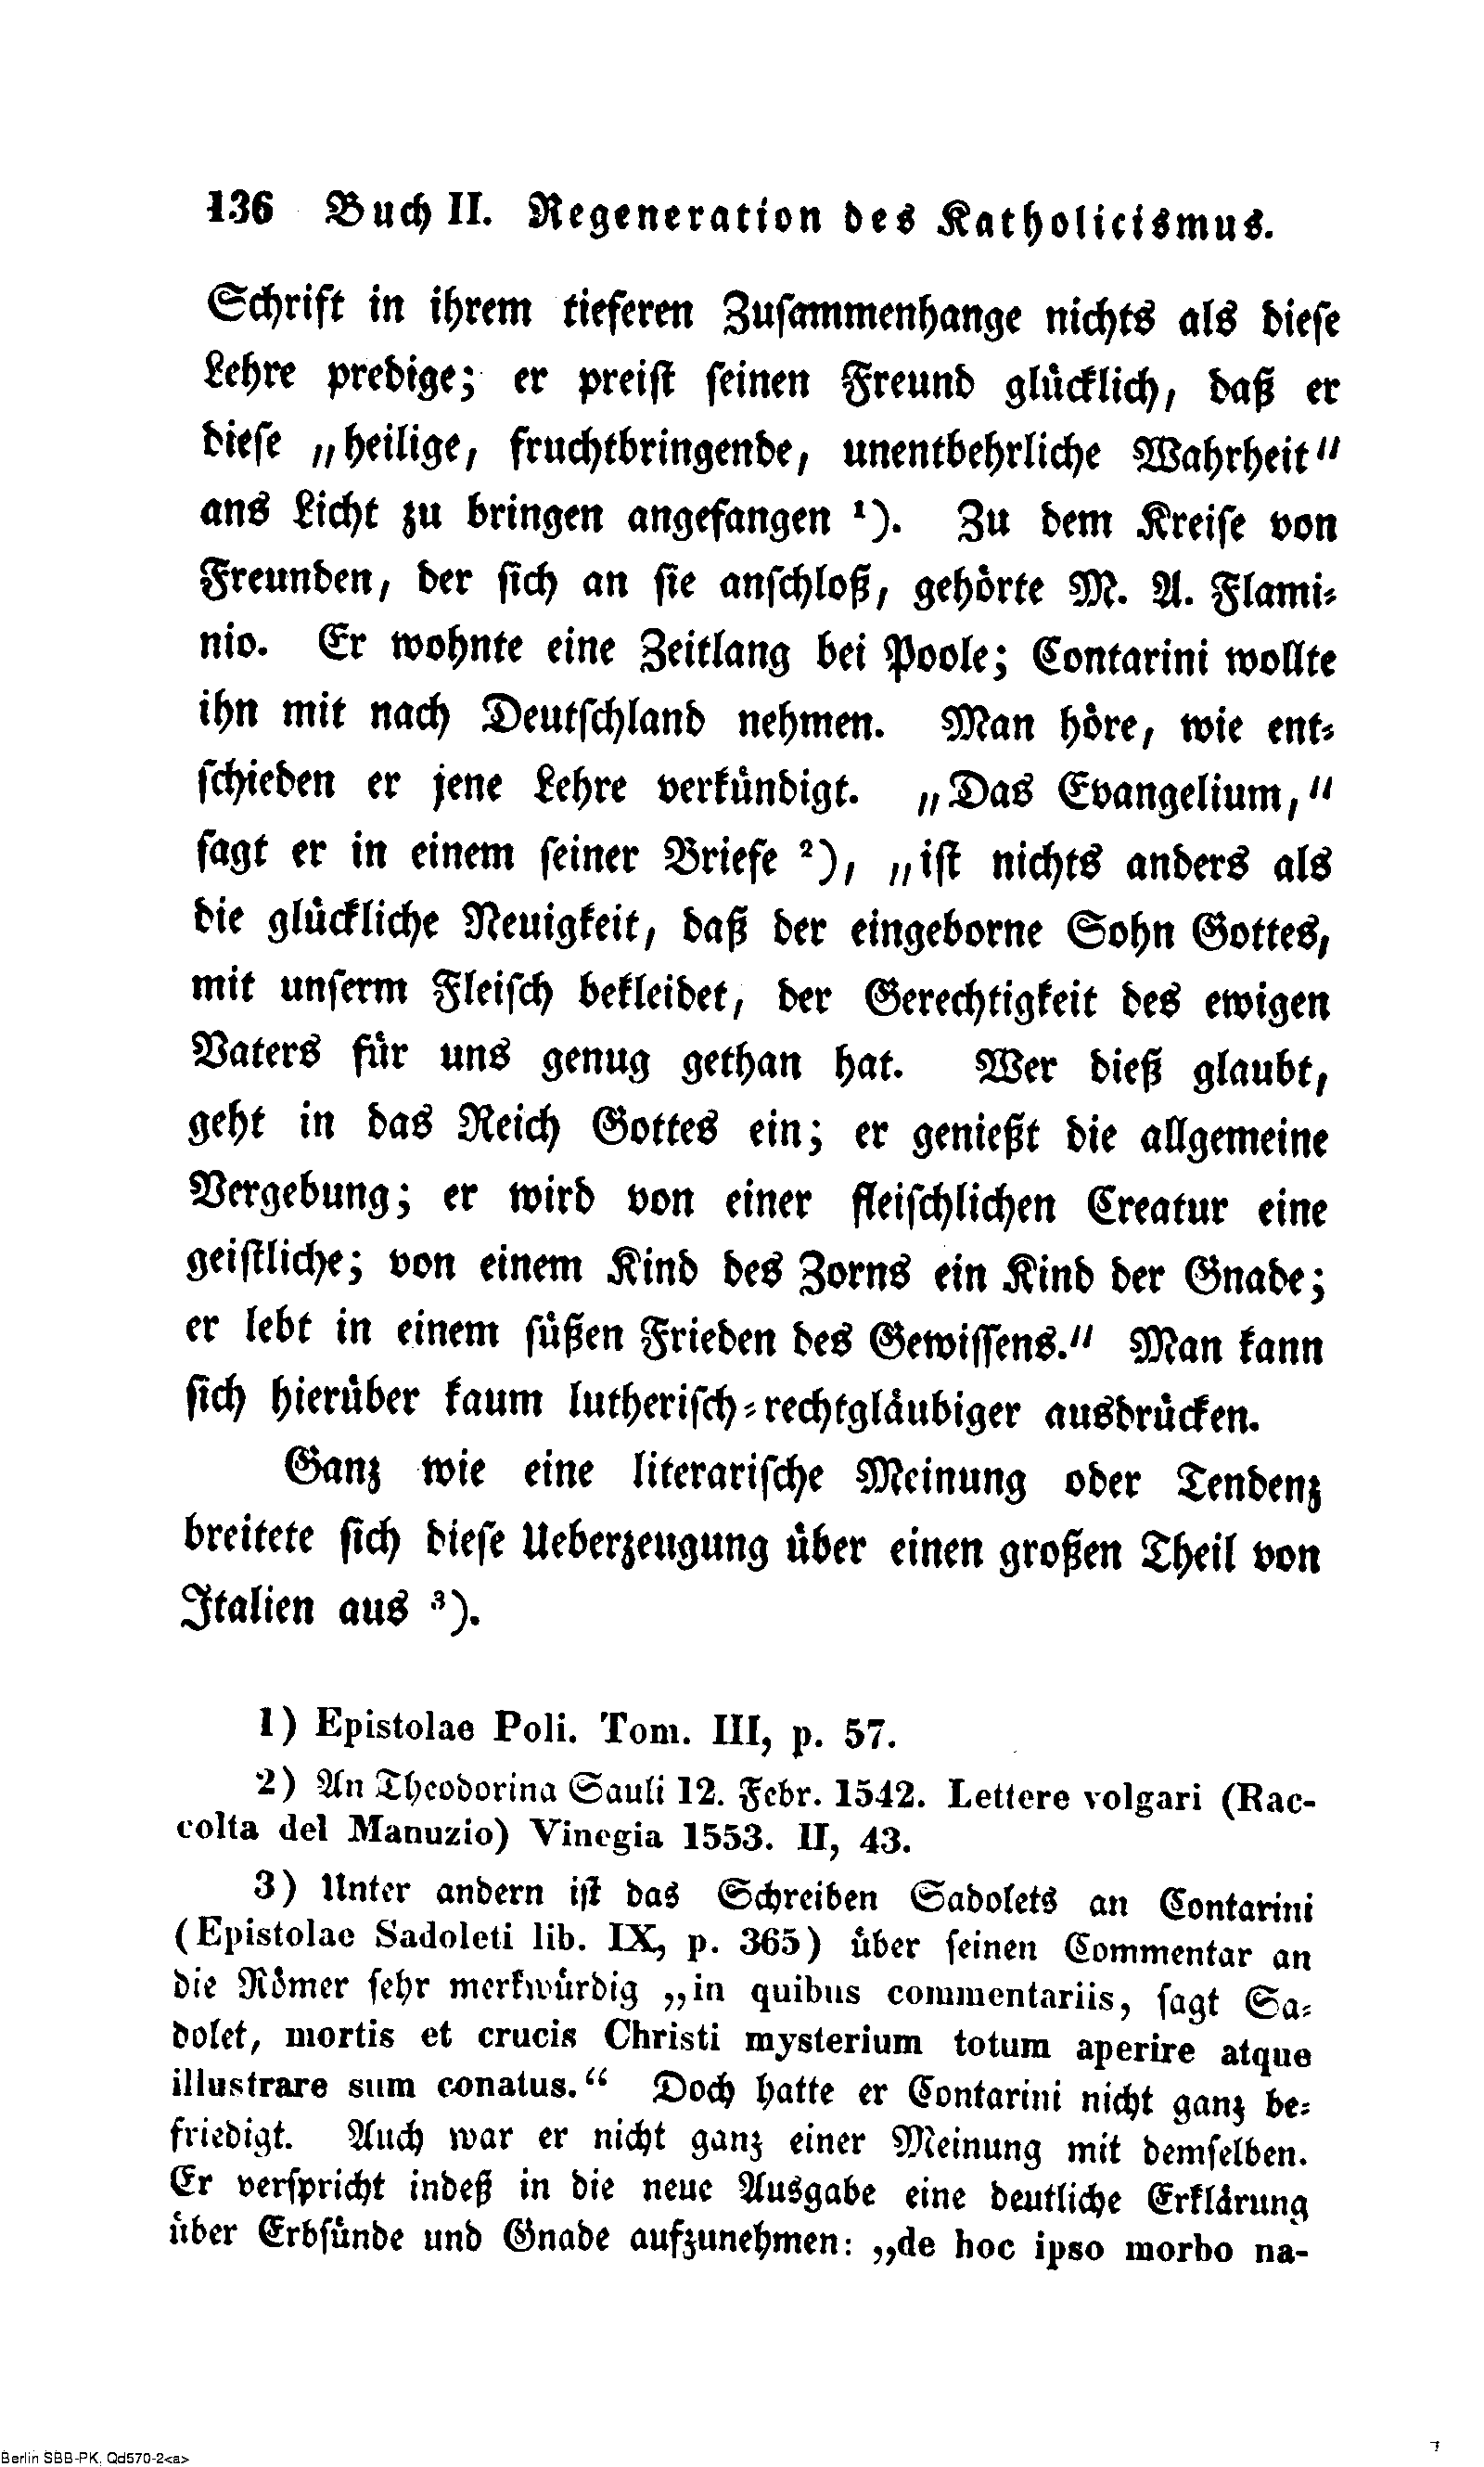 136 Buch II. Regeneration des Katholicismus.
Schrift in ihrem tieferen Zusammenhange nichts als diese
Lehre predige; er preist seinen Freund glücklich, daß er
diese „heilige, fruchtbringende, unentbehrliche Wahrheit"
ans Licht zu bringen angefangen ¹). Zu dem Kreise von
Freunden, der sich an sie anschloß, gehörte M. A. Flami-
nio. Er wohnte eine Zeitlang bei Poole; Contarini wollte
ihn mit nach Deutschland nehmen. Man höre, wie ent-
schieden er jene Lehre verkündigt. „Das Evangelium,"
sagt er in einem seiner Briefe ²), „ist nichts anders als
die glückliche Neuigkeit, daß der eingeborne Sohn Gottes,
mit unserm Fleisch bekleidet, der Gerechtigkeit des ewigen
Vaters für uns genug gethan hat. Wer dieß glaubt,
geht in das Reich Gottes ein; er genießt die allgemeine
Vergebung; er wird von einer fleischlichen Creatur eine
geistliche; von einem Kind des Zorns ein Kind der Gnade;
er lebt in einem süßen Frieden des Gewissens." Man kann
sich hierüber kaum lutherisch-rechtgläubiger ausdrücken.
Ganz wie eine literarische Meinung oder Tendenz
breitete sich diese Ueberzeugung über einen großen Theil von
Italien aus ³).
1) Epistolae Poli. Tom. III, p. 57.
2) An Theodorina Sauli 12. Febr. 1542. Lettere volgari (Rac-
colta del Manuzio) Vinegia 1553. II, 43.
3) Unter andern ist das Schreiben Sadolets an Contarini
(Epistolae Sadoleti lib. IX, p. 365) über seinen Commentar an
die Römer sehr merkwürdig „in quibus commentariis, sagt Sa-
dolet, mortis et crucis Christi mysterium totum aperire atque
illustrare sum conatus.“ Doch hatte er Contarini nicht ganz be-
friedigt. Auch war er nicht ganz einer Meinung mit demselben.
Er verspricht indeß in die neue Ausgabe eine deutliche Erklärung
über Erbsünde und Gnade aufzunehmen: „de hoc ipso morbo na-
Berlin SBB-PK, Qd570-2<a>